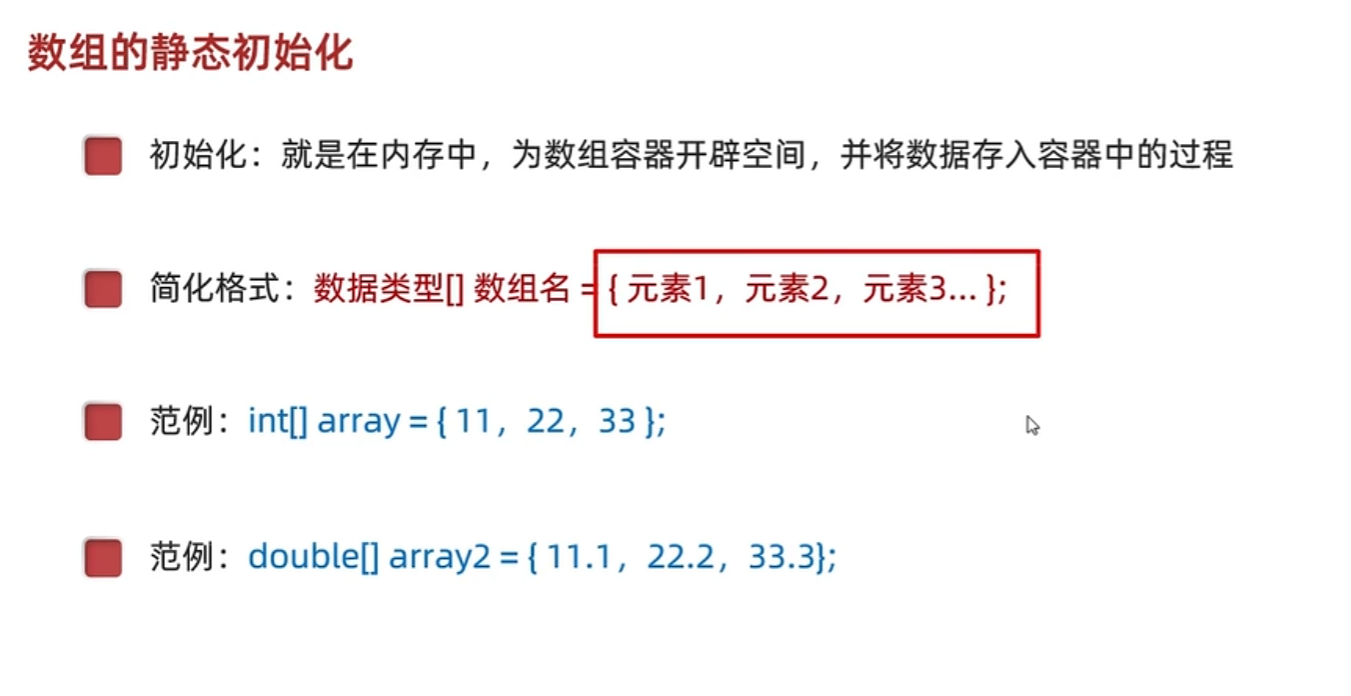 数组的静态初始化
初始化：就是在内存中，为数组容器开辟空间，并将数据存入容器中的过程
简化格式：数据类型[] 数组名 = { 元素1，元素2，元素3... };
范例：int[] array = { 11，22，33 };
范例：double[] array2 = { 11.1，22.2，33.3};